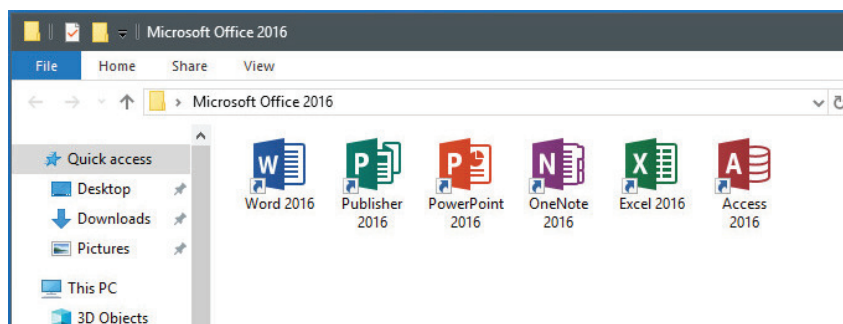 Microsoft Office 2016
File Home Share View
Microsoft Office 2016
Quick access
Desktop
Downloads
Pictures
This PC
3D Objects
W P P N X A
Word 2016 Publisher 2016 PowerPoint 2016 OneNote 2016 Excel 2016 Access 2016